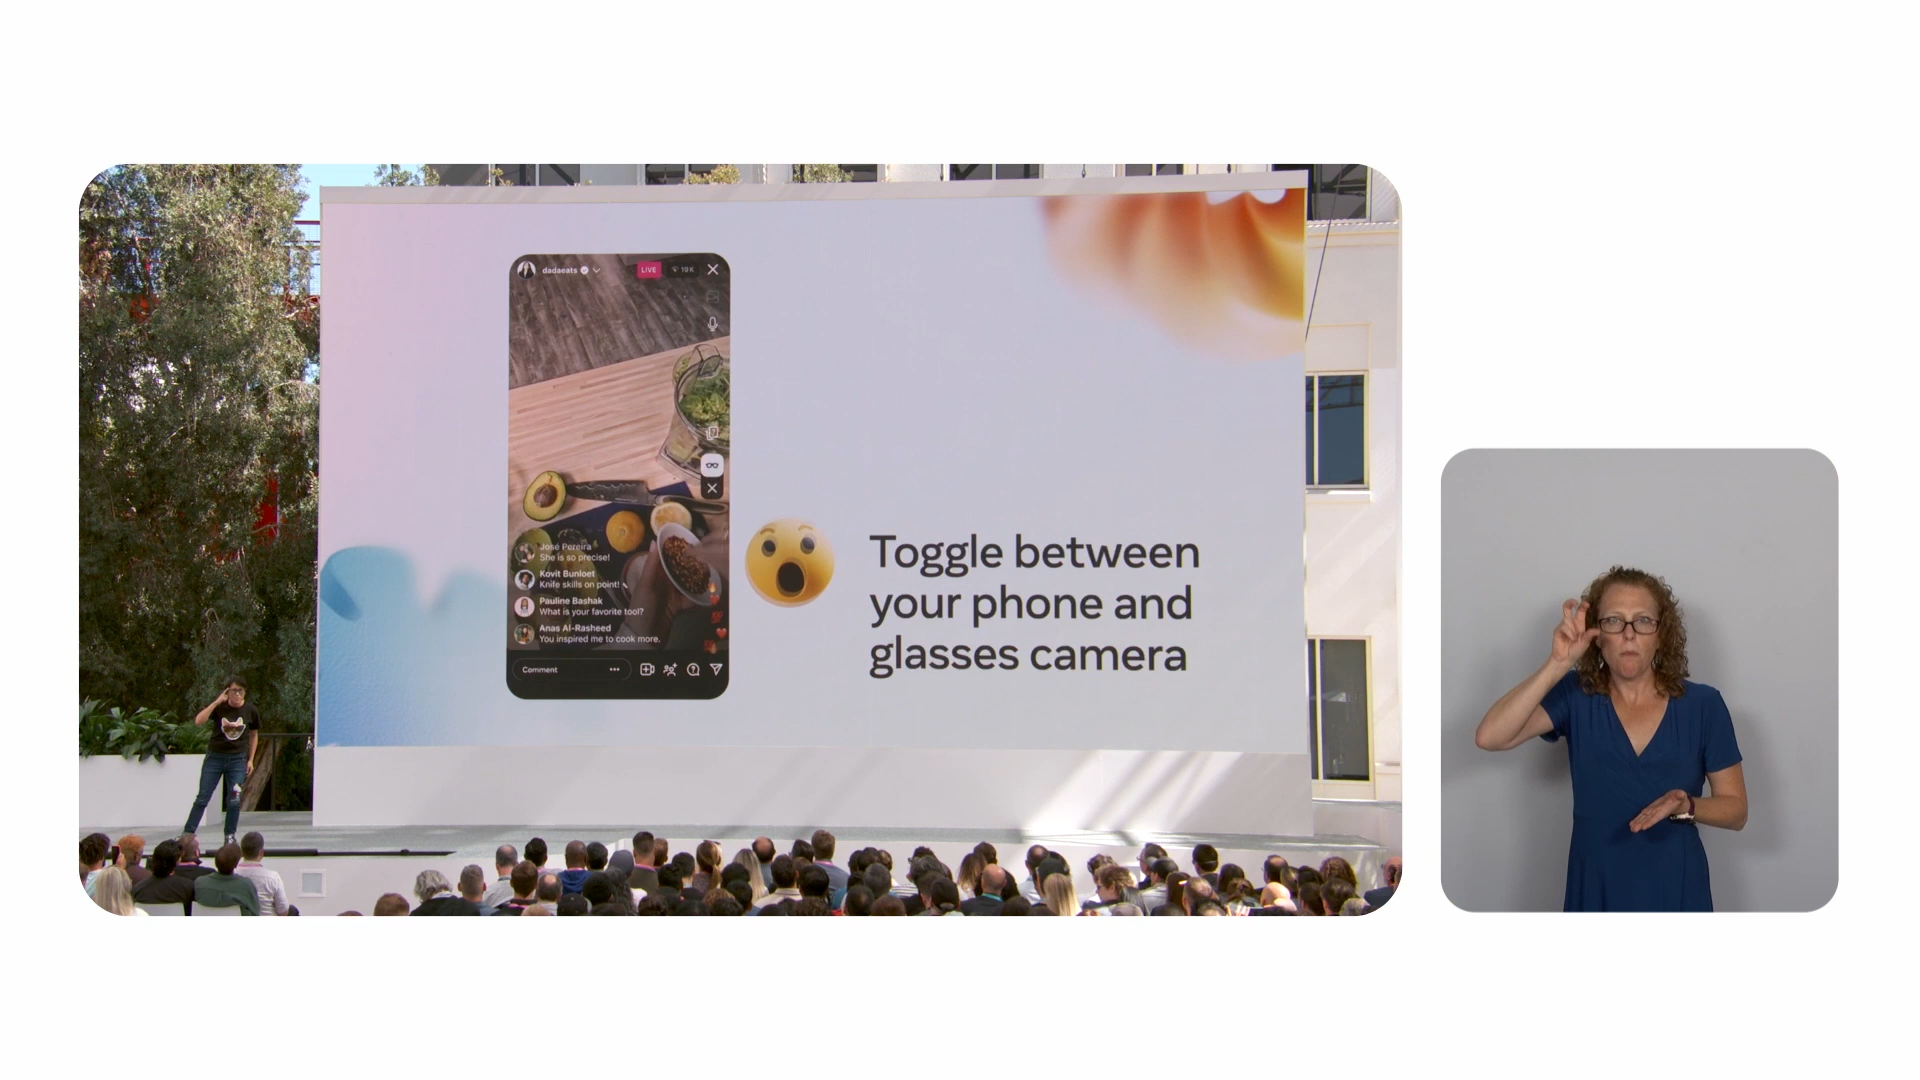 dadaeats
LIVE
19K
José Pereira
She is so precise!
Kovit Bunloet
Knife skills on point!
Pauline Bashak
What is your favorite tool?
Anas Al-Rasheed
You inspired me to cook more.
Comment
Toggle between
your phone and
glasses camera